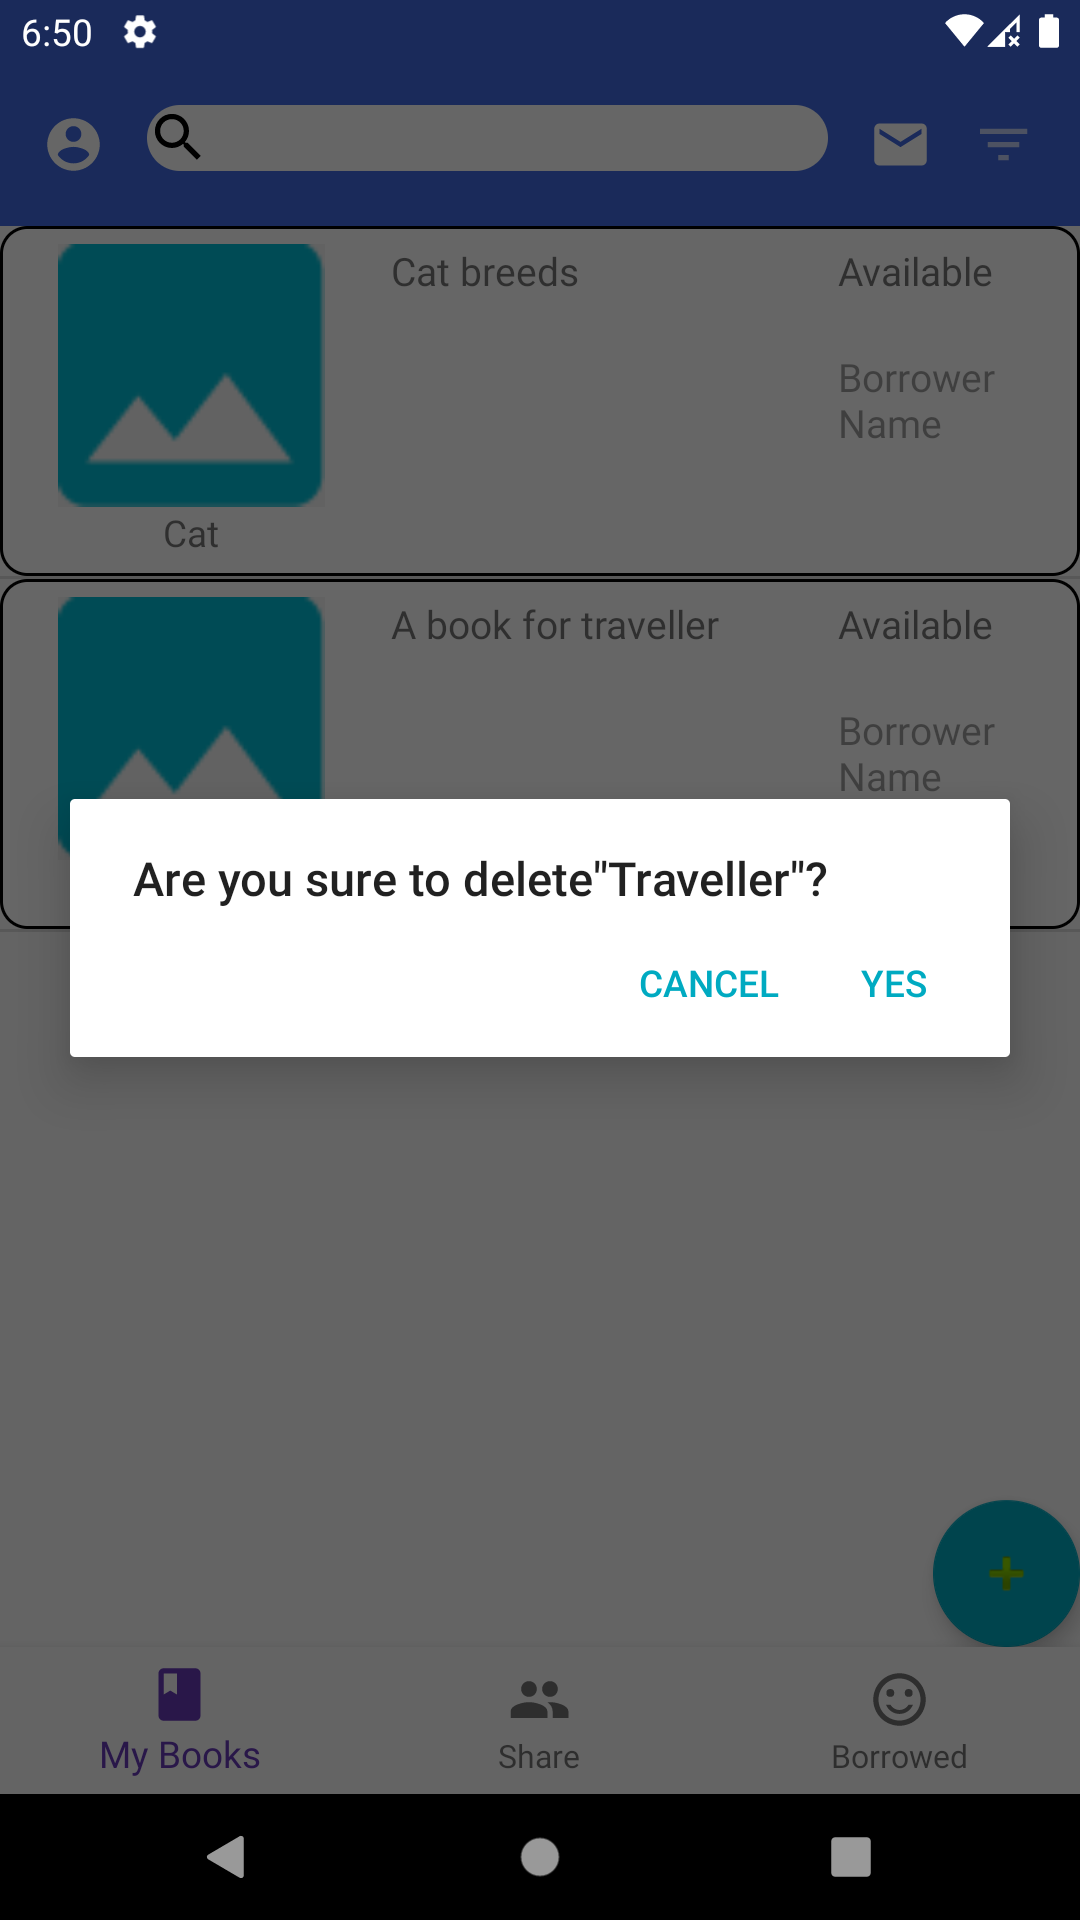 6:50
Cat breeds
Available
Borrower
Name
Cat
A book for traveller
Available
Borrower
Name
Are you sure to delete"Traveller"?
CANCEL
YES
My Books
Share
Borrowed